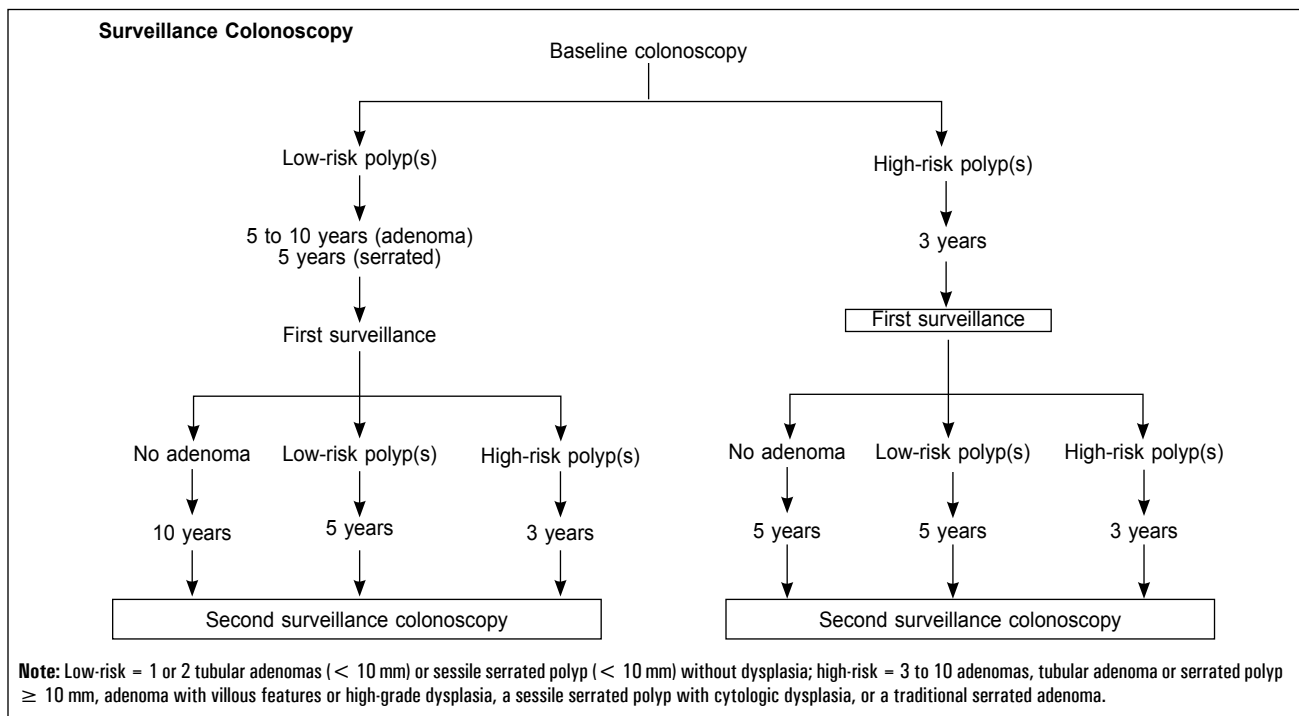 Surveillance Colonoscopy
Baseline colonoscopy
Low-risk polyp(s)
High-risk polyp(s)
5 to 10 years (adenoma)
5 years (serrated)
3 years
First surveillance
First surveillance
No adenoma
Low-risk polyp(s)
High-risk polyp(s)
No adenoma
Low-risk polyp(s)
High-risk polyp(s)
10 years
5 years
3 years
5 years
5 years
3 years
Second surveillance colonoscopy
Second surveillance colonoscopy
Note: Low-risk = 1 or 2 tubular adenomas (< 10 mm) or sessile serrated polyp (< 10 mm) without dysplasia; high-risk = 3 to 10 adenomas, tubular adenoma or serrated polyp
≥ 10 mm, adenoma with villous features or high-grade dysplasia, a sessile serrated polyp with cytologic dysplasia, or a traditional serrated adenoma.